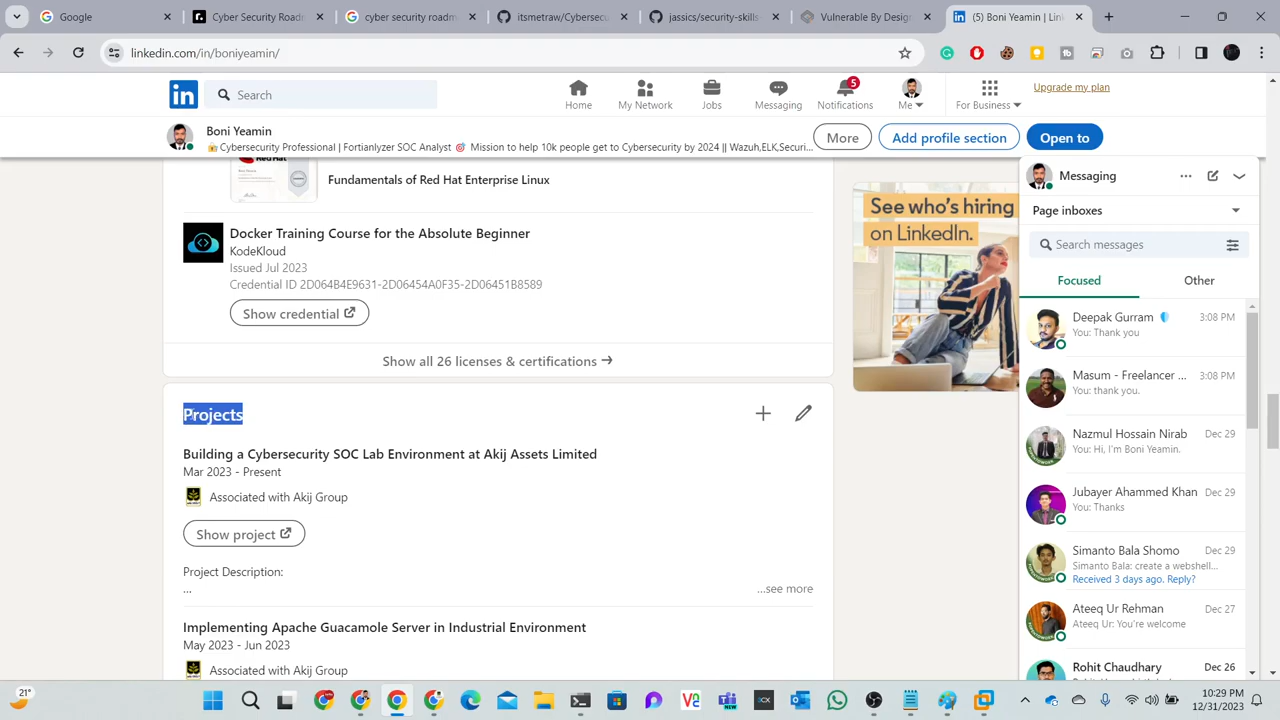 Googl
Roadn
cyber security roadm
itsmetraw/Cybersecu
jassics/security-skills
Vulnerability Assess
Boni Yeamin | Lin
linkedin.com/in/boniyeamin/
in
Search
Home
My Network
Jobs
Messaging
5
Notifications
Me
For Business
Upgrade my plan
Boni Yeamin
Cybersecurity Professional | Former Jr SOC Analyst 🎯 Mission to help 10k people get to Cybersecurity by 2024 || Wazuh,ELK,Securi...
More
Add profile section
Open to
Fundamentals of Red Hat Enterprise Linux
Docker Training Course for the Absolute Beginner
KodeKloud
Issued Jul 2023
Credential ID 2D064B4E9631-2D06454A0F35-2D06451B8589
Show credential
Show all 26 licenses & certifications →
Projects
Building a Cybersecurity SOC Lab Environment at Akij Assets Limited
Mar 2023 - Present
Associated with Akij Group
Show project
Project Description:
...
...see more
Implementing Apache Guacamole Server in Industrial Environment
May 2023 - Jun 2023
Associated with Akij Group
See who's hiring
on LinkedIn.
Messaging
Page inboxes
Search messages
Focused
Other
Deepak Gurram
3:08 PM
You: Thank you
Masum - Freelancer ...
3:08 PM
You: thank you.
Nazmul Hossain Nirab
Dec 29
You: Hi, I'm Boni Yeamin.
Jubayer Ahammed Khan
Dec 29
You: Thanks
Simanto Bala Shomo
Dec 29
Simanto Bala: create a webshell...
Received 3 days ago. Reply?
Ateeq Ur Rehman
Dec 27
Ateeq Ur: You're welcome
Rohit Chaudhary
Dec 26
21°
10:29 PM
12/31/2023